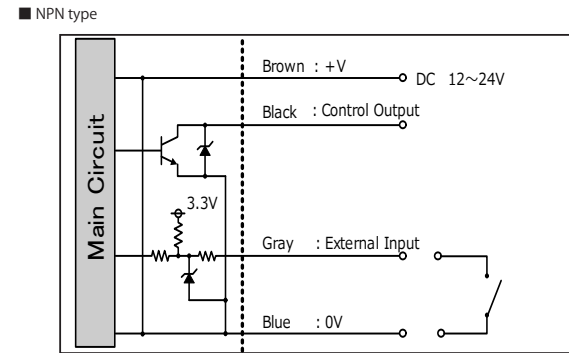 ■ NPN type
Main Circuit
Brown : +V
DC 12～24V
Black : Control Output
3.3V
Gray : External Input
Blue : 0V